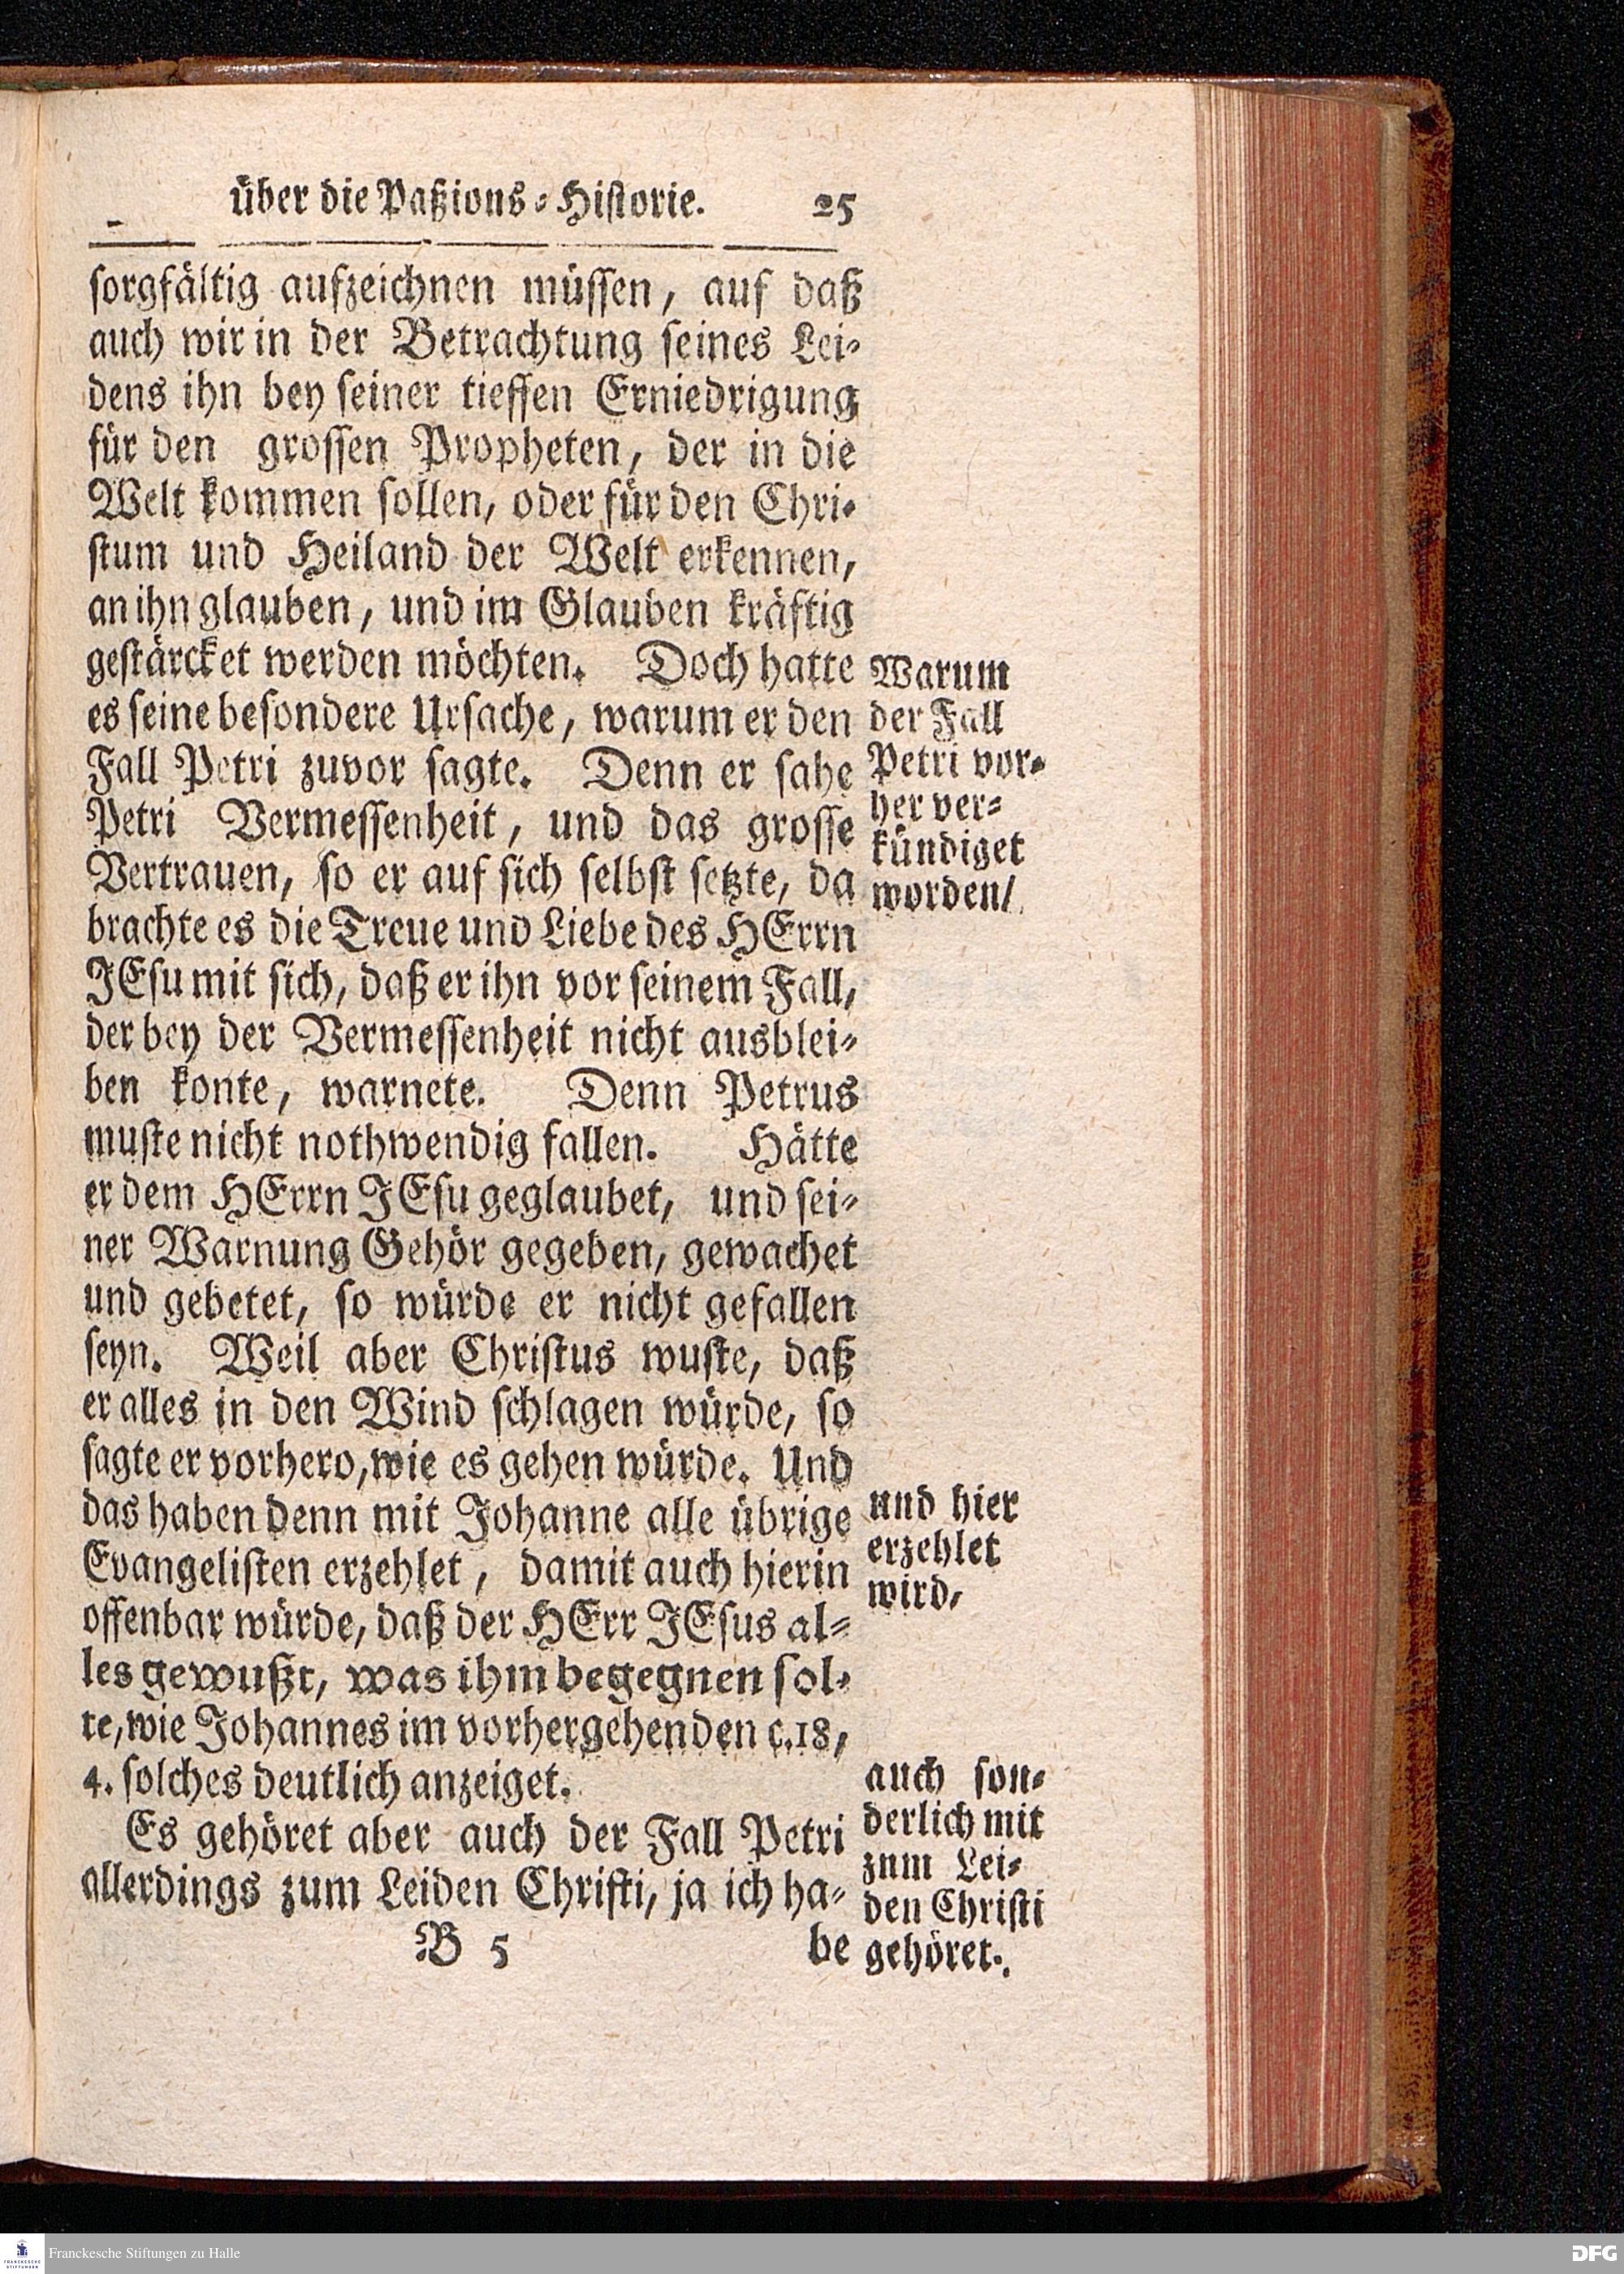 über die Paßions-Historie. 25
sorgfältig aufzeichnen müssen, auf daß
auch wir in der Betrachtung seines Lei-
dens ihn bey seiner tieffen Erniedrigung
für den grossen Propheten, der in die
Welt kommen sollen, oder für den Chri-
stum und Heiland der Welt erkennen,
an ihn glauben, und im Glauben kräftig
gestärcket werden möchten. Doch hatte
es seine besondere Ursache, warum er den
Fall Petri zuvor sagte. Denn er sahe
Petri Vermessenheit, und das grosse
Vertrauen, so er auf sich selbst setzte, da
brachte es die Treue und Liebe des HErrn
JEsu mit sich, daß er ihn vor seinem Fall,
der bey der Vermessenheit nicht ausblei-
ben konte, warnete. Denn Petrus
muste nicht nothwendig fallen. Hätte
er dem HErrn JEsu geglaubet, und sei-
ner Warnung Gehör gegeben, gewachet
und gebetet, so würde er nicht gefallen
seyn. Weil aber Christus wuste, daß
er alles in den Wind schlagen würde, so
sagte er vorhero, wie es gehen würde. Und
das haben denn mit Johanne alle übrige
Evangelisten erzehlet, damit auch hierin
offenbar würde, daß der HErr JEsus al-
les gewußt, was ihm begegnen sol-
te, wie Johannes im vorhergehenden c. 18,
4. solches deutlich anzeiget.
Es gehöret aber auch der Fall Petri
allerdings zum Leiden Christi, ja ich ha-
B 5 be
Warum
der Fall
Petri vor-
her ver-
kündiget
worden/
und hier
erzehlet
wird,
auch son-
derlich mit
zum Lei-
den Christi
gehöret.
Franckesche Stiftungen zu Halle
FRANCKESCHE
STIFTUNGEN
DFG